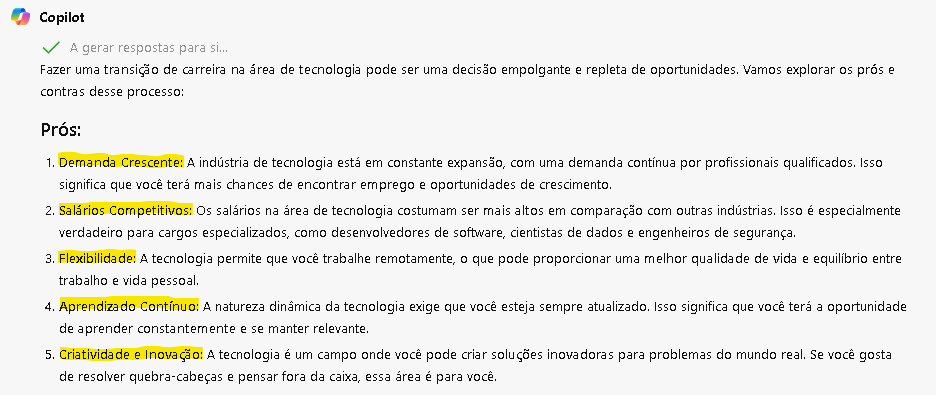 Copilot
A gerar respostas para si...
Fazer uma transição de carreira na área de tecnologia pode ser uma decisão empolgante e repleta de oportunidades. Vamos explorar os prós e
contras desse processo:
Prós:
1. Demanda Crescente: A indústria de tecnologia está em constante expansão, com uma demanda contínua por profissionais qualificados. Isso
significa que você terá mais chances de encontrar emprego e oportunidades de crescimento.
2. Salários Competitivos: Os salários na área de tecnologia costumam ser mais altos em comparação com outras indústrias. Isso é especialmente
verdadeiro para cargos especializados, como desenvolvedores de software, cientistas de dados e engenheiros de segurança.
3. Flexibilidade: A tecnologia permite que você trabalhe remotamente, o que pode proporcionar uma melhor qualidade de vida e equilíbrio entre
trabalho e vida pessoal.
4. Aprendizado Contínuo: A natureza dinâmica da tecnologia exige que você esteja sempre atualizado. Isso significa que você terá a oportunidade
de aprender constantemente e se manter relevante.
5. Criatividade e Inovação: A tecnologia é um campo onde você pode criar soluções inovadoras para problemas do mundo real. Se você gosta
de resolver quebra-cabeças e pensar fora da caixa, essa área é para você.